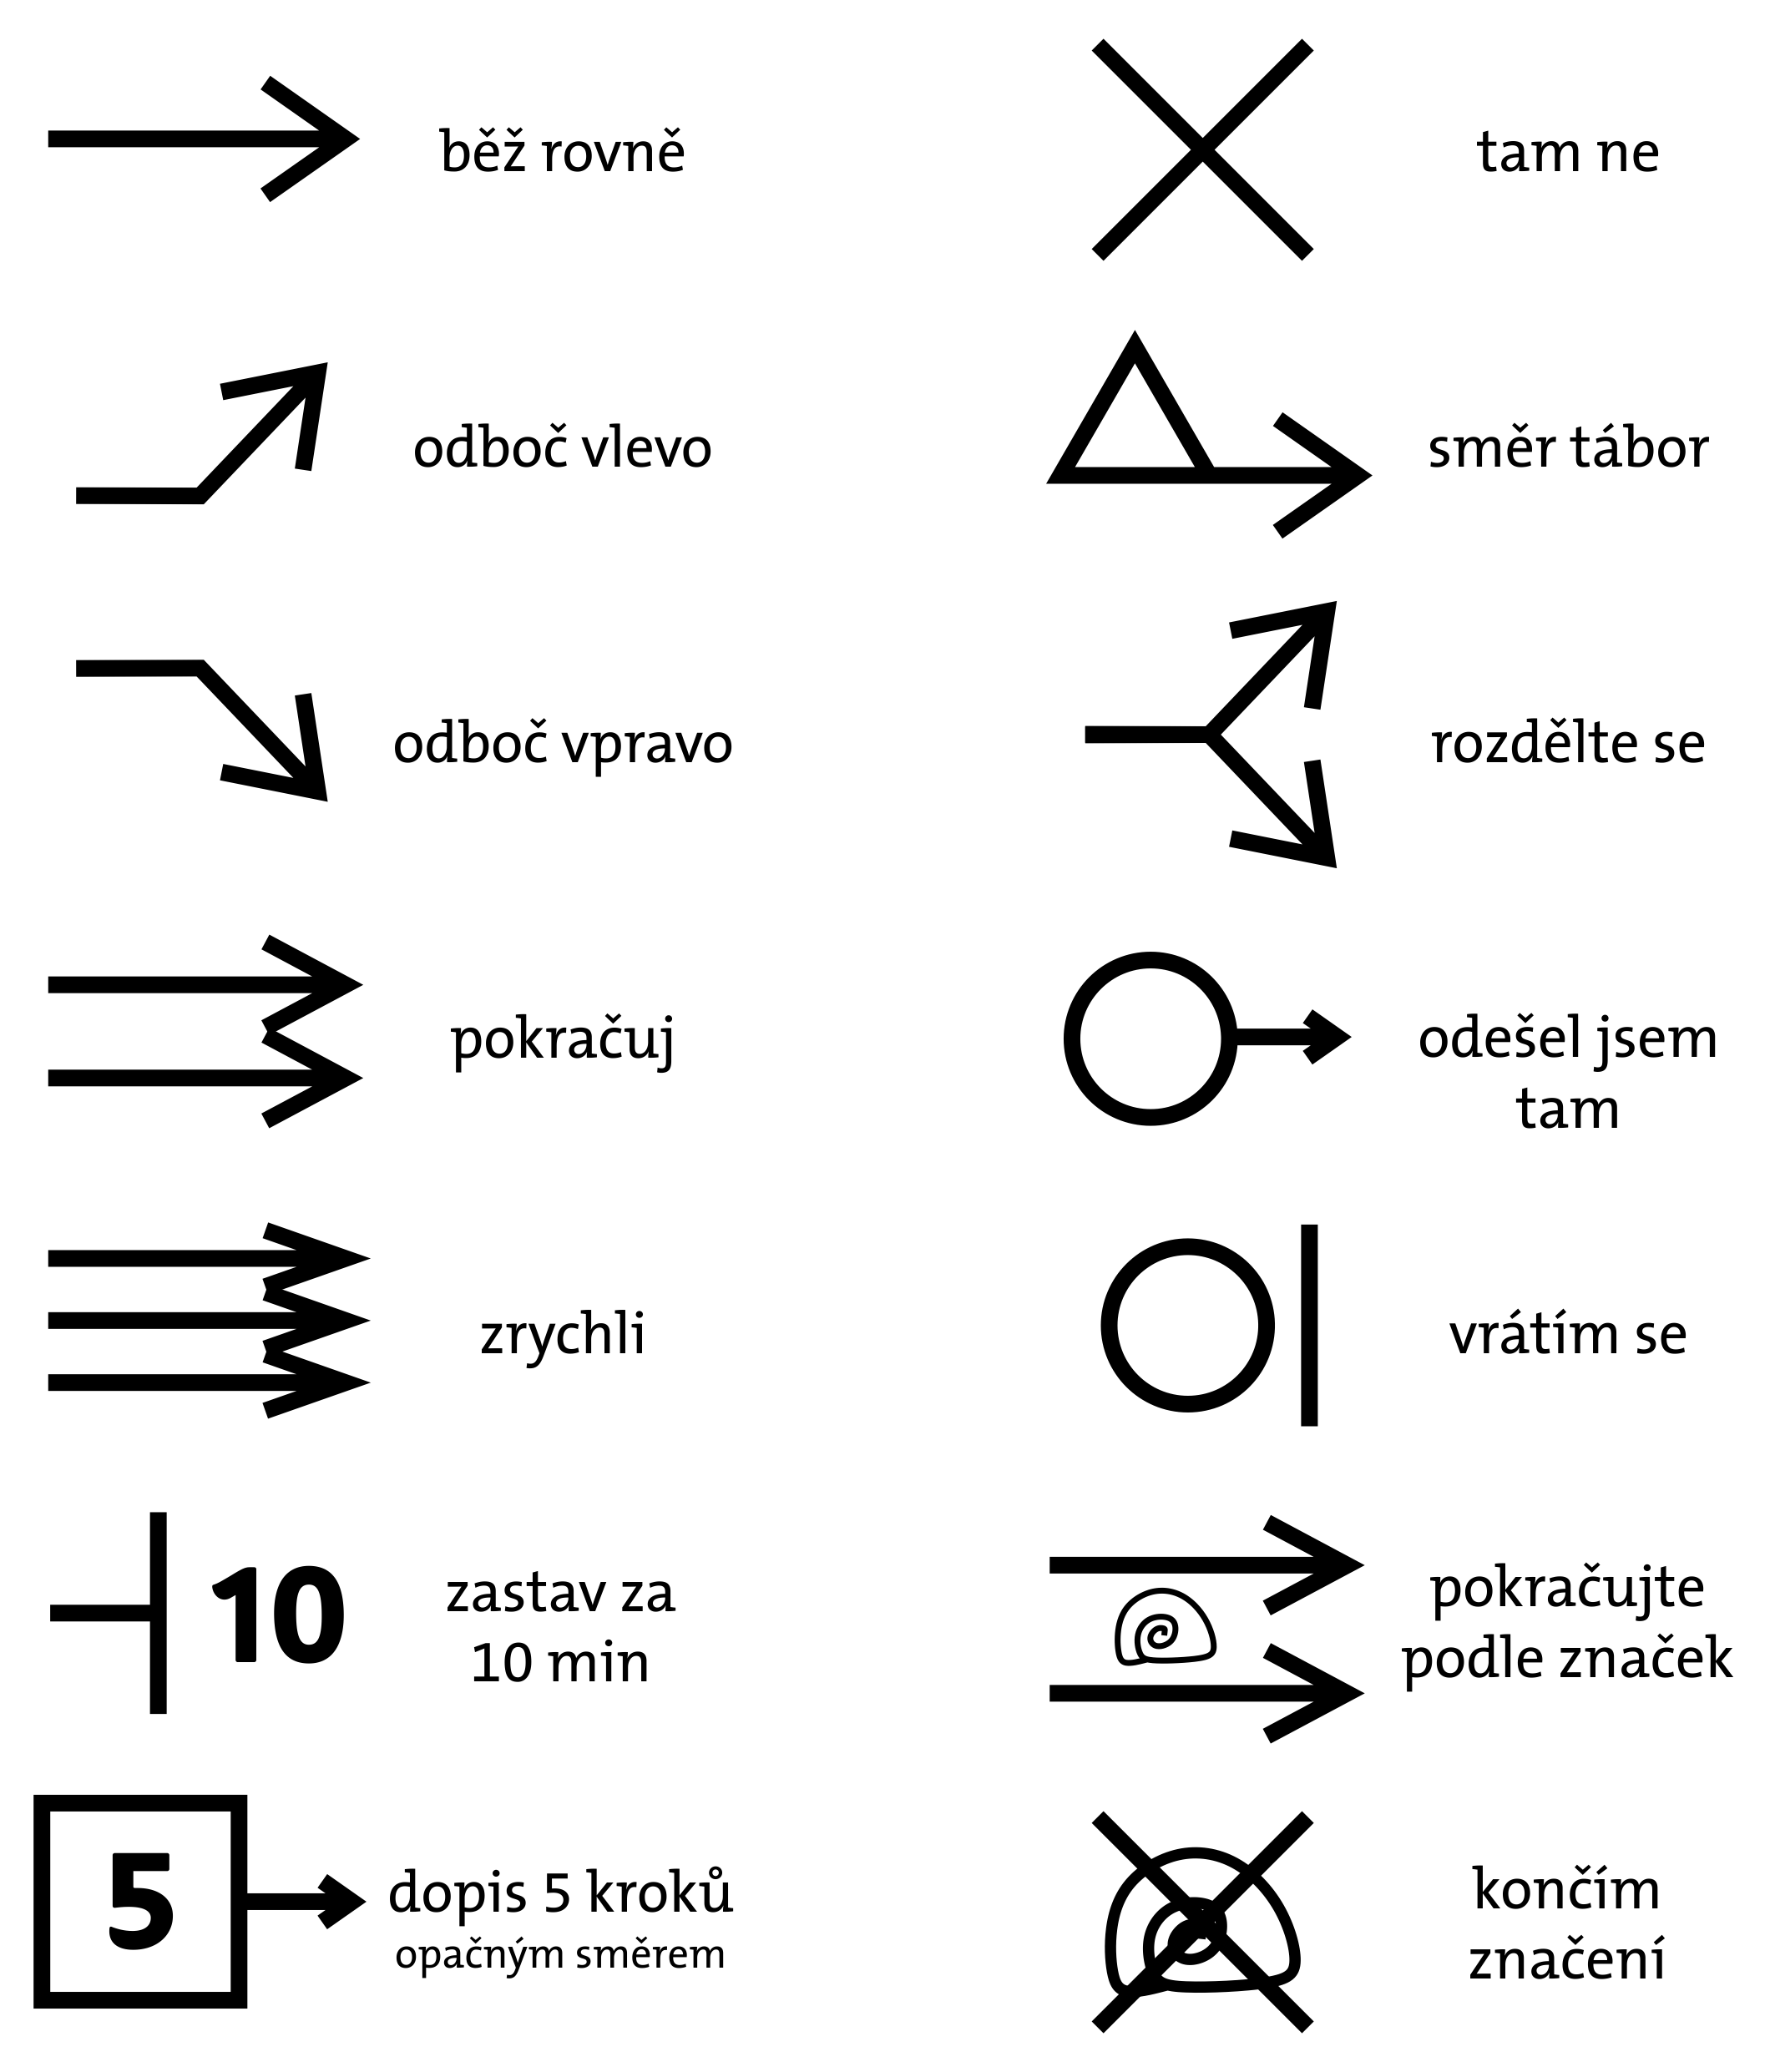 běž rovně
tam ne
odboč vlevo
směr tábor
odboč vpravo
rozdělte se
pokračuj
odešel jsem
tam
zrychli
vrátím se
10
zastav za
10 min
pokračujte
podle značek
5
dopis 5 kroků
opačným směrem
končím
značení